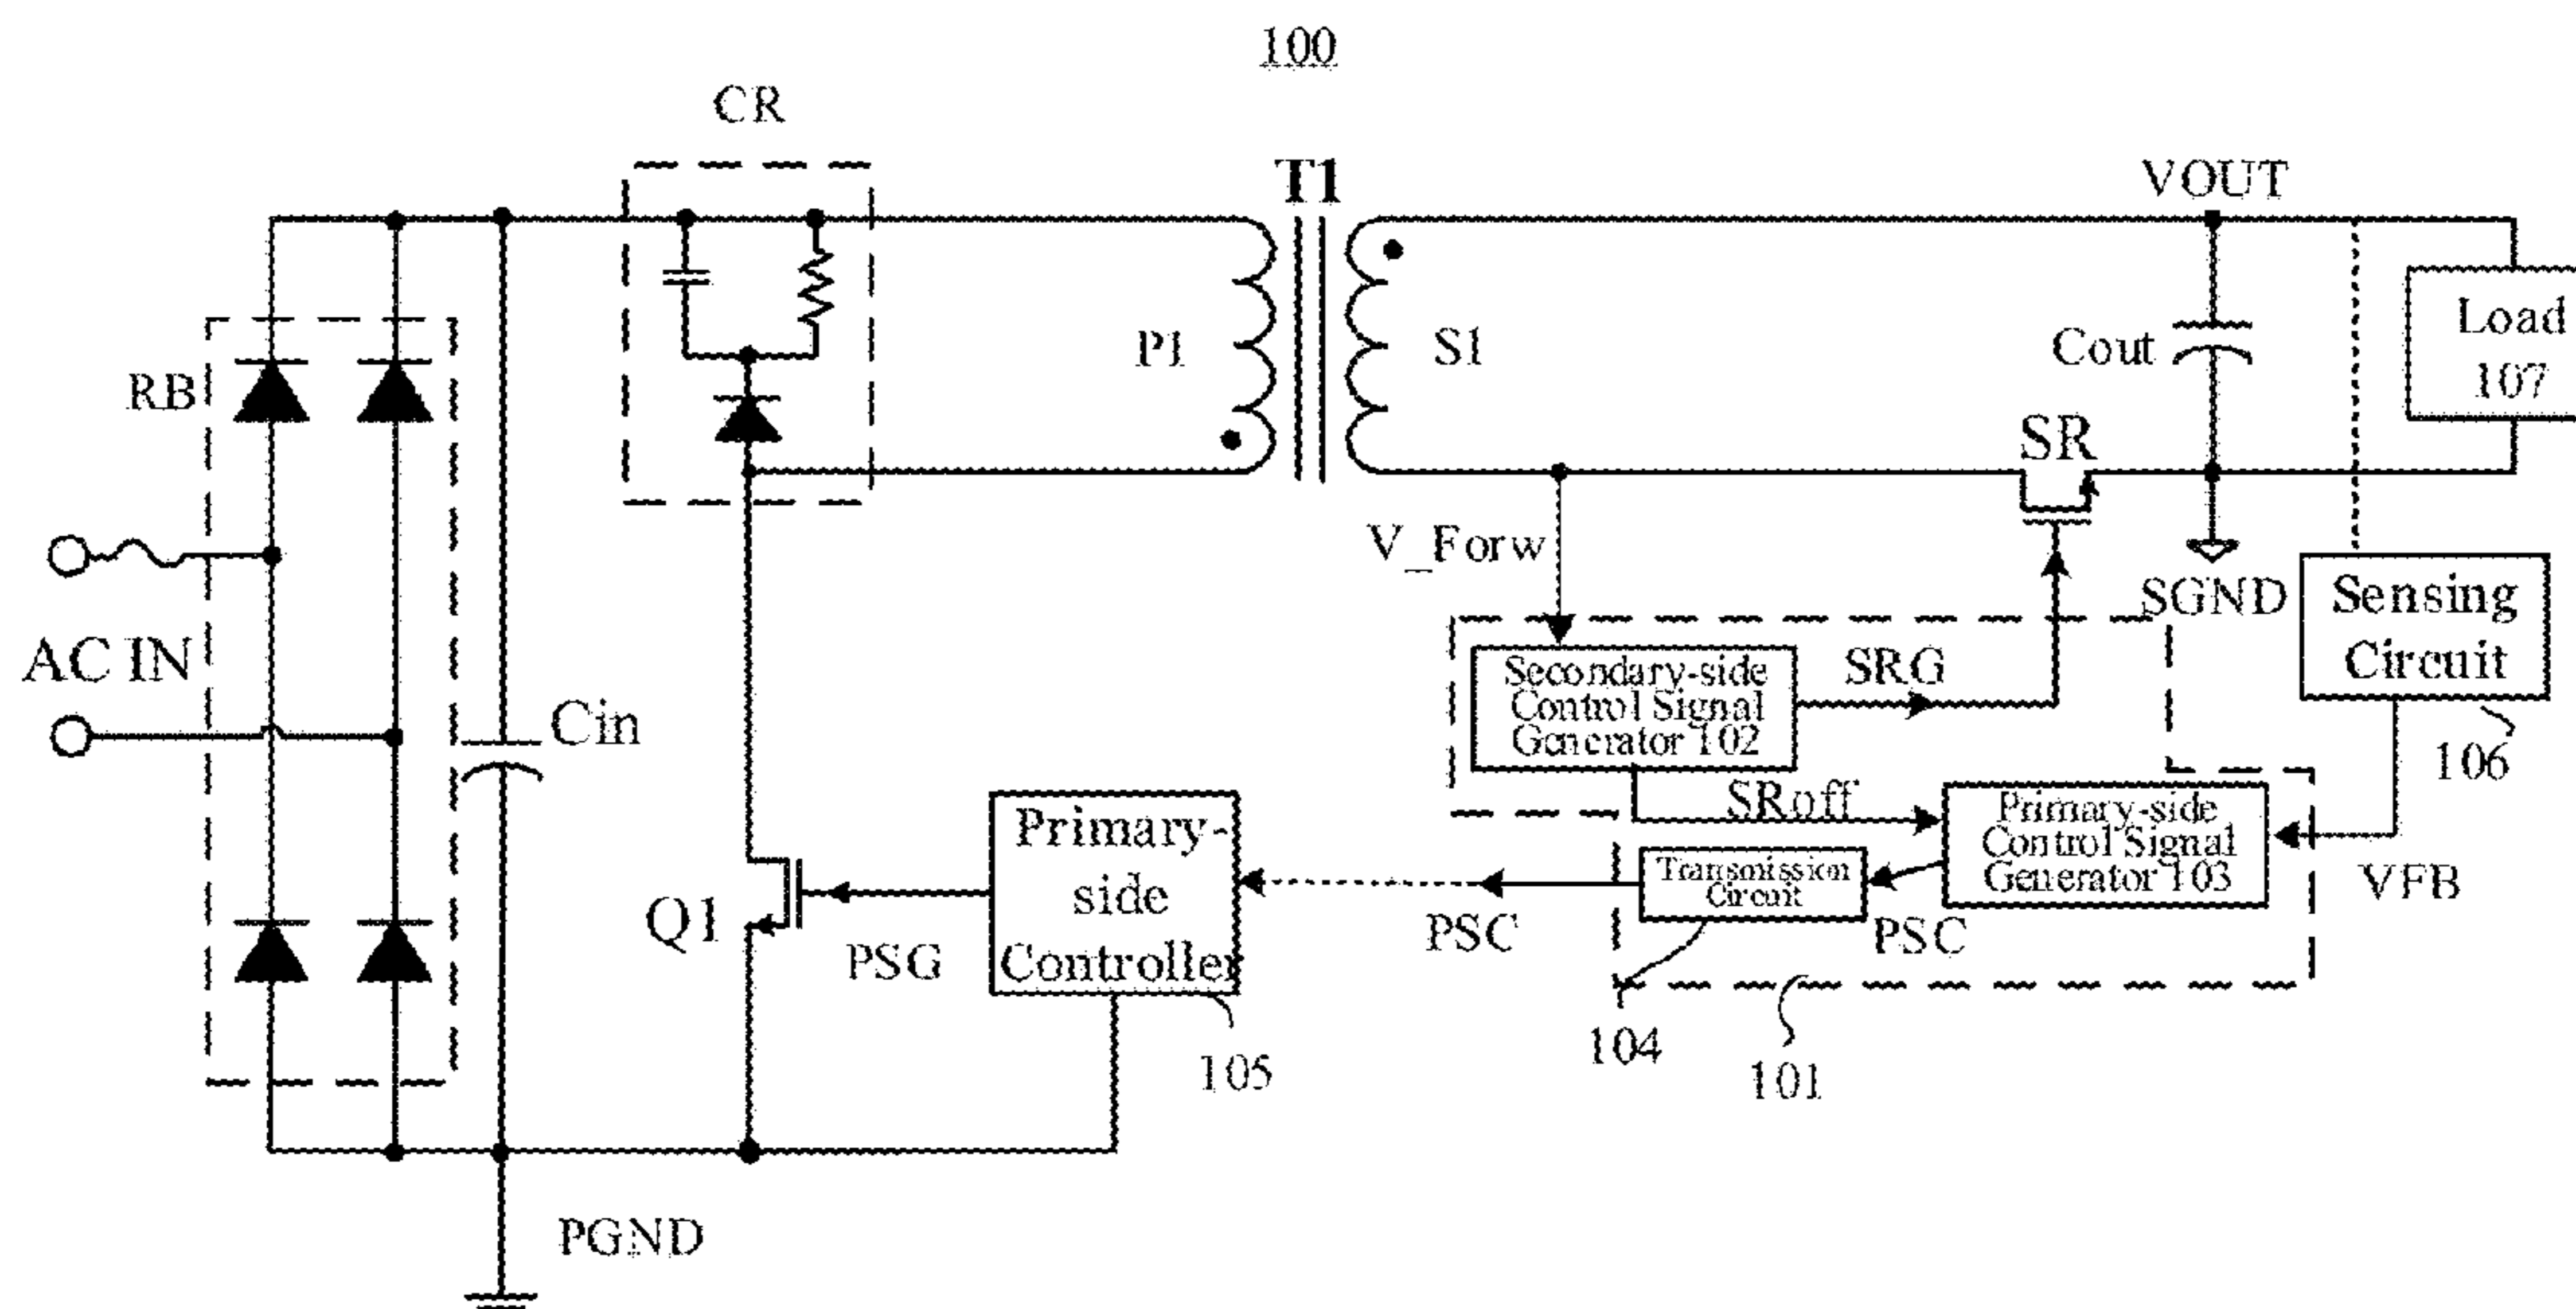 100
CR
T1
VOUT
RB
P1
S1
Cout
Load
107
SR
V_Forw
SGND
Sensing
Circuit
AC IN
Cin
Secondary-side
Control Signal
Generator 102
SRG
106
SRoff
Primary-side
Control Signal
Generator 103
VFB
Primary-
side
Controller
Transmission
Circuit
Q1
PSG
PSC
PSC
104
101
105
PGND